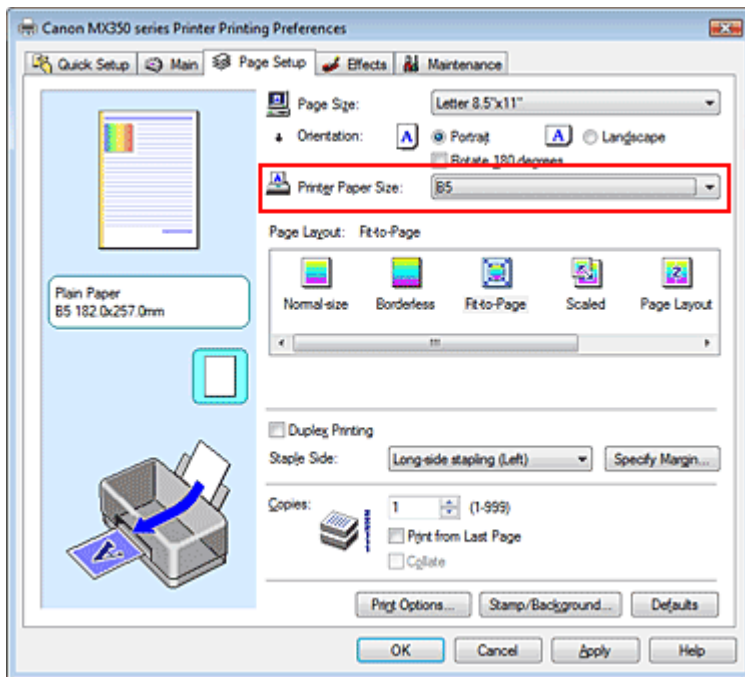 Canon MX350 series Printer Printing Preferences
Quick Setup Main Page Setup Effects Maintenance
Page Size: Letter 8.5"x11"
Orientation: A Portrait A Landscape
Rotate 180 degrees
Printer Paper Size: B5
Page Layout: Fit-to-Page
Normal-size Borderless Fit-to-Page Scaled Page Layout
Plain Paper
B5 182.0x257.0mm
Duplex Printing
Staple Side: Long-side stapling (Left) Specify Margin...
Copies: 1 (1-999)
Print from Last Page
Collate
Print Options... Stamp/Background... Defaults
OK Cancel Apply Help